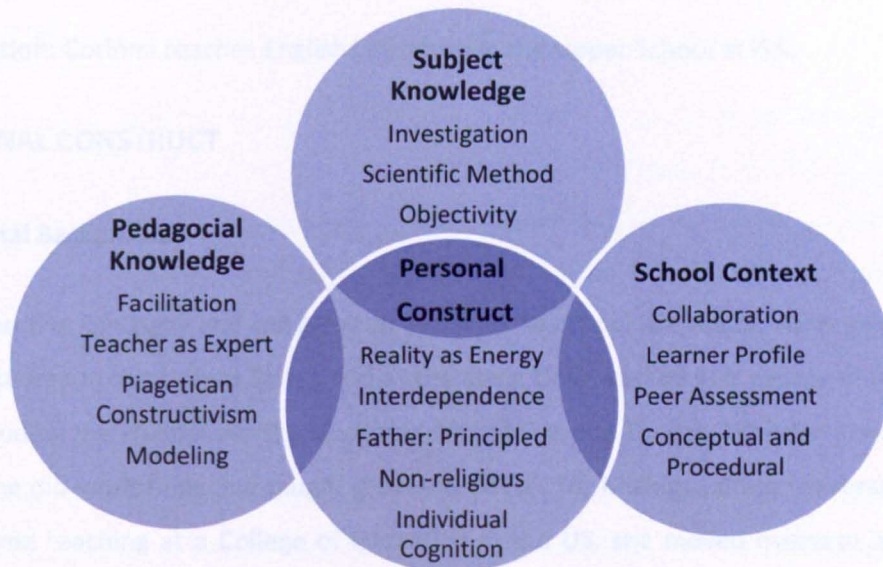 Subject
Knowledge
Investigation
Scientific Method
Objectivity
Pedagocial
Knowledge
Facilitation
Teacher as Expert
Piagetican
Constructivism
Modeling
Personal
Construct
Reality as Energy
Interdependence
Father: Principled
Non-religious
Individiual
Cognition
School Context
Collaboration
Learner Profile
Peer Assessment
Conceptual and
Procedural